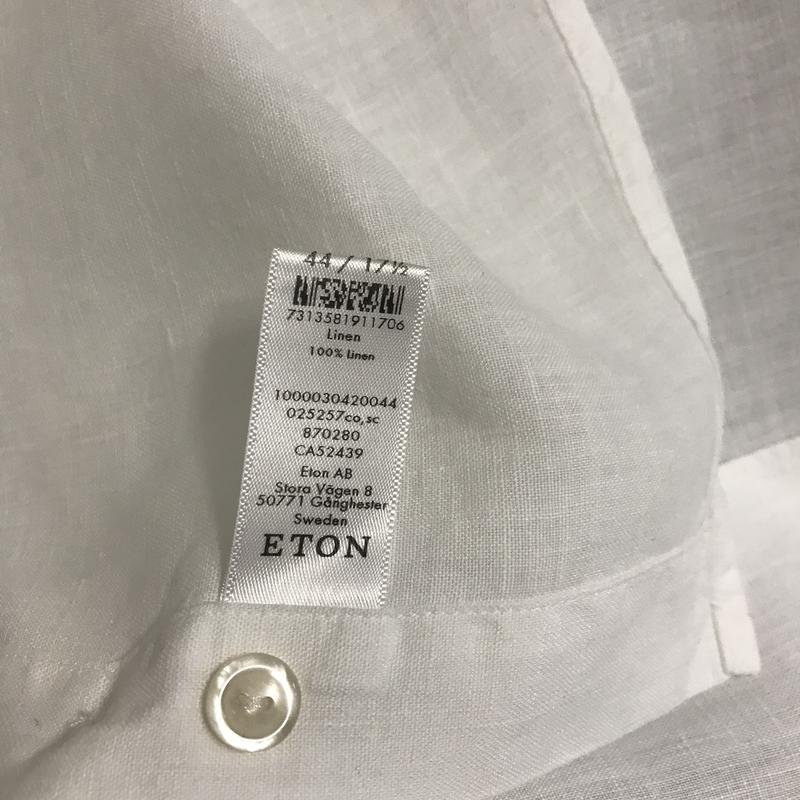 44 / 17½
7313581911706
Linen
100% Linen
1000030420044
025257co,sc
870280
CA52439
Eton AB
Stora Vägen 8
50771 Gånghester
Sweden
ETON